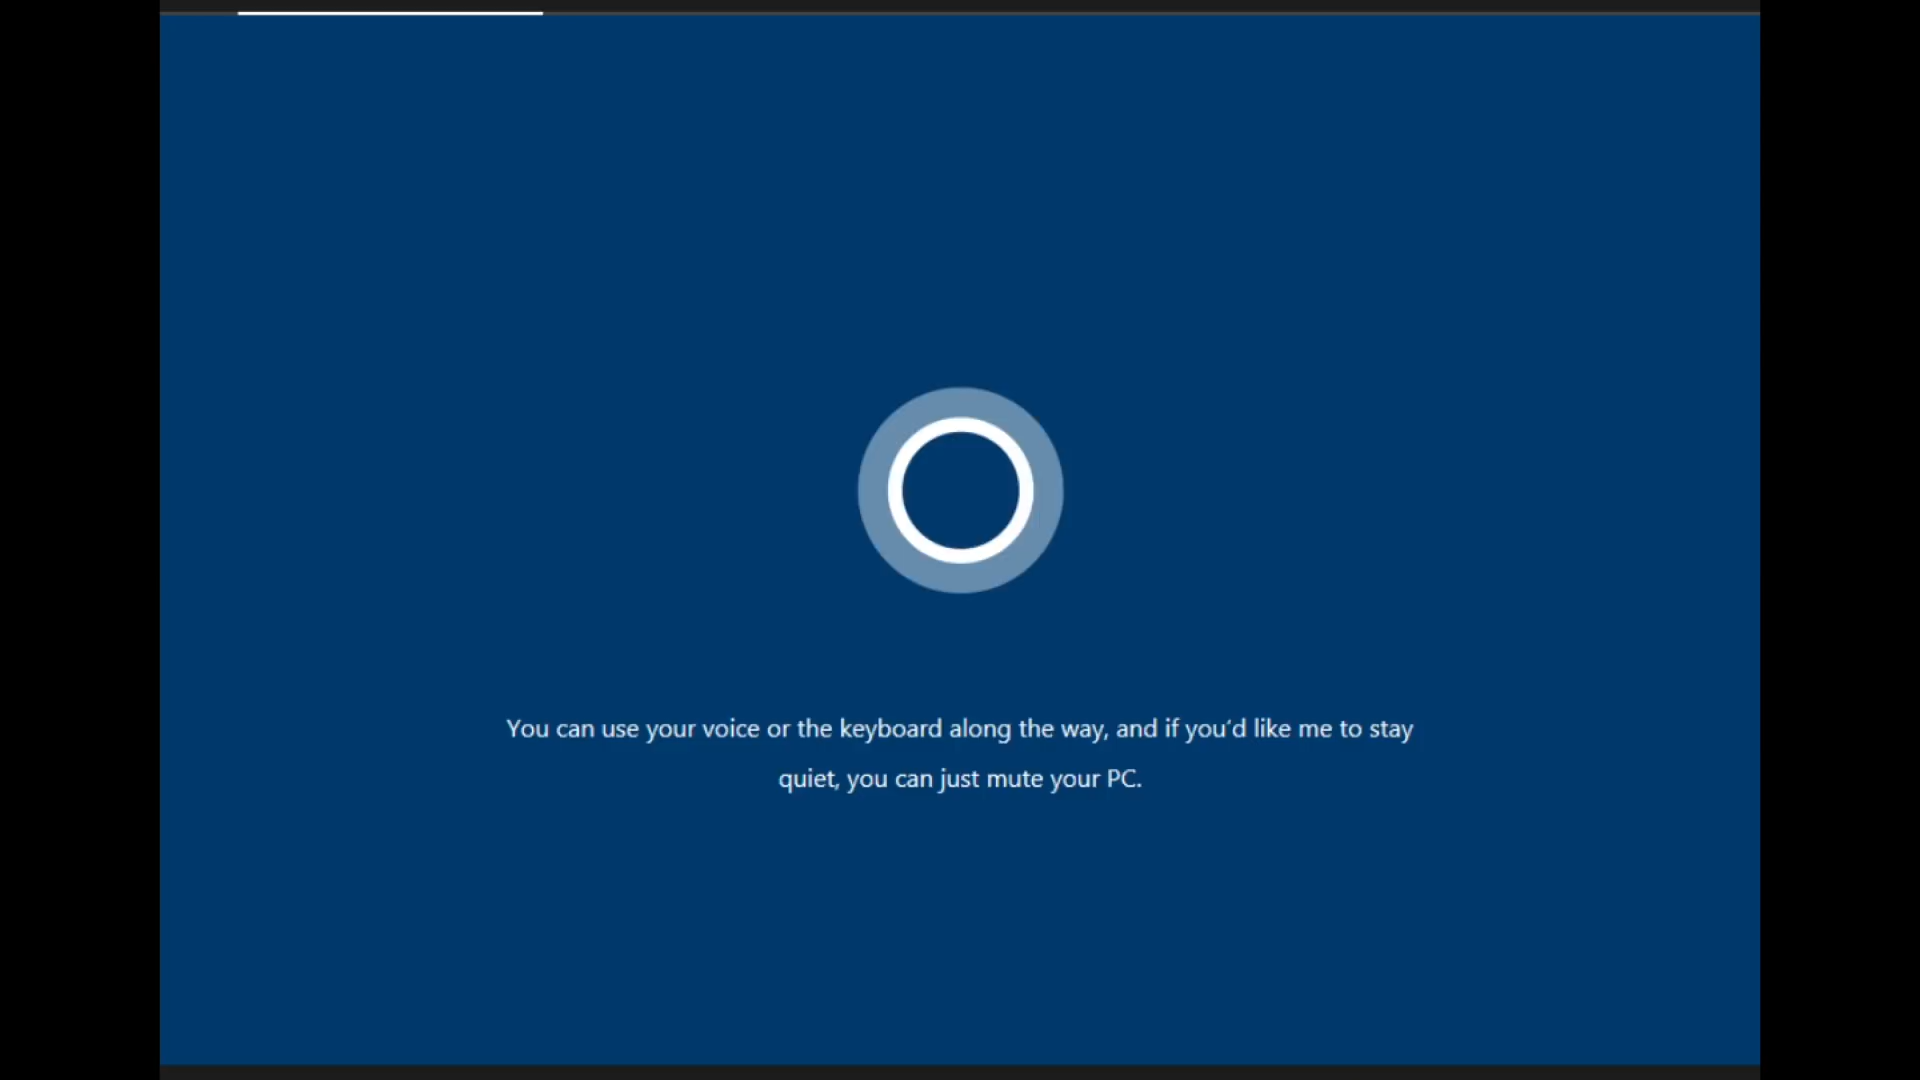 You can use your voice or the keyboard along the way, and if you'd like me to stay
quiet, you can just mute your PC.